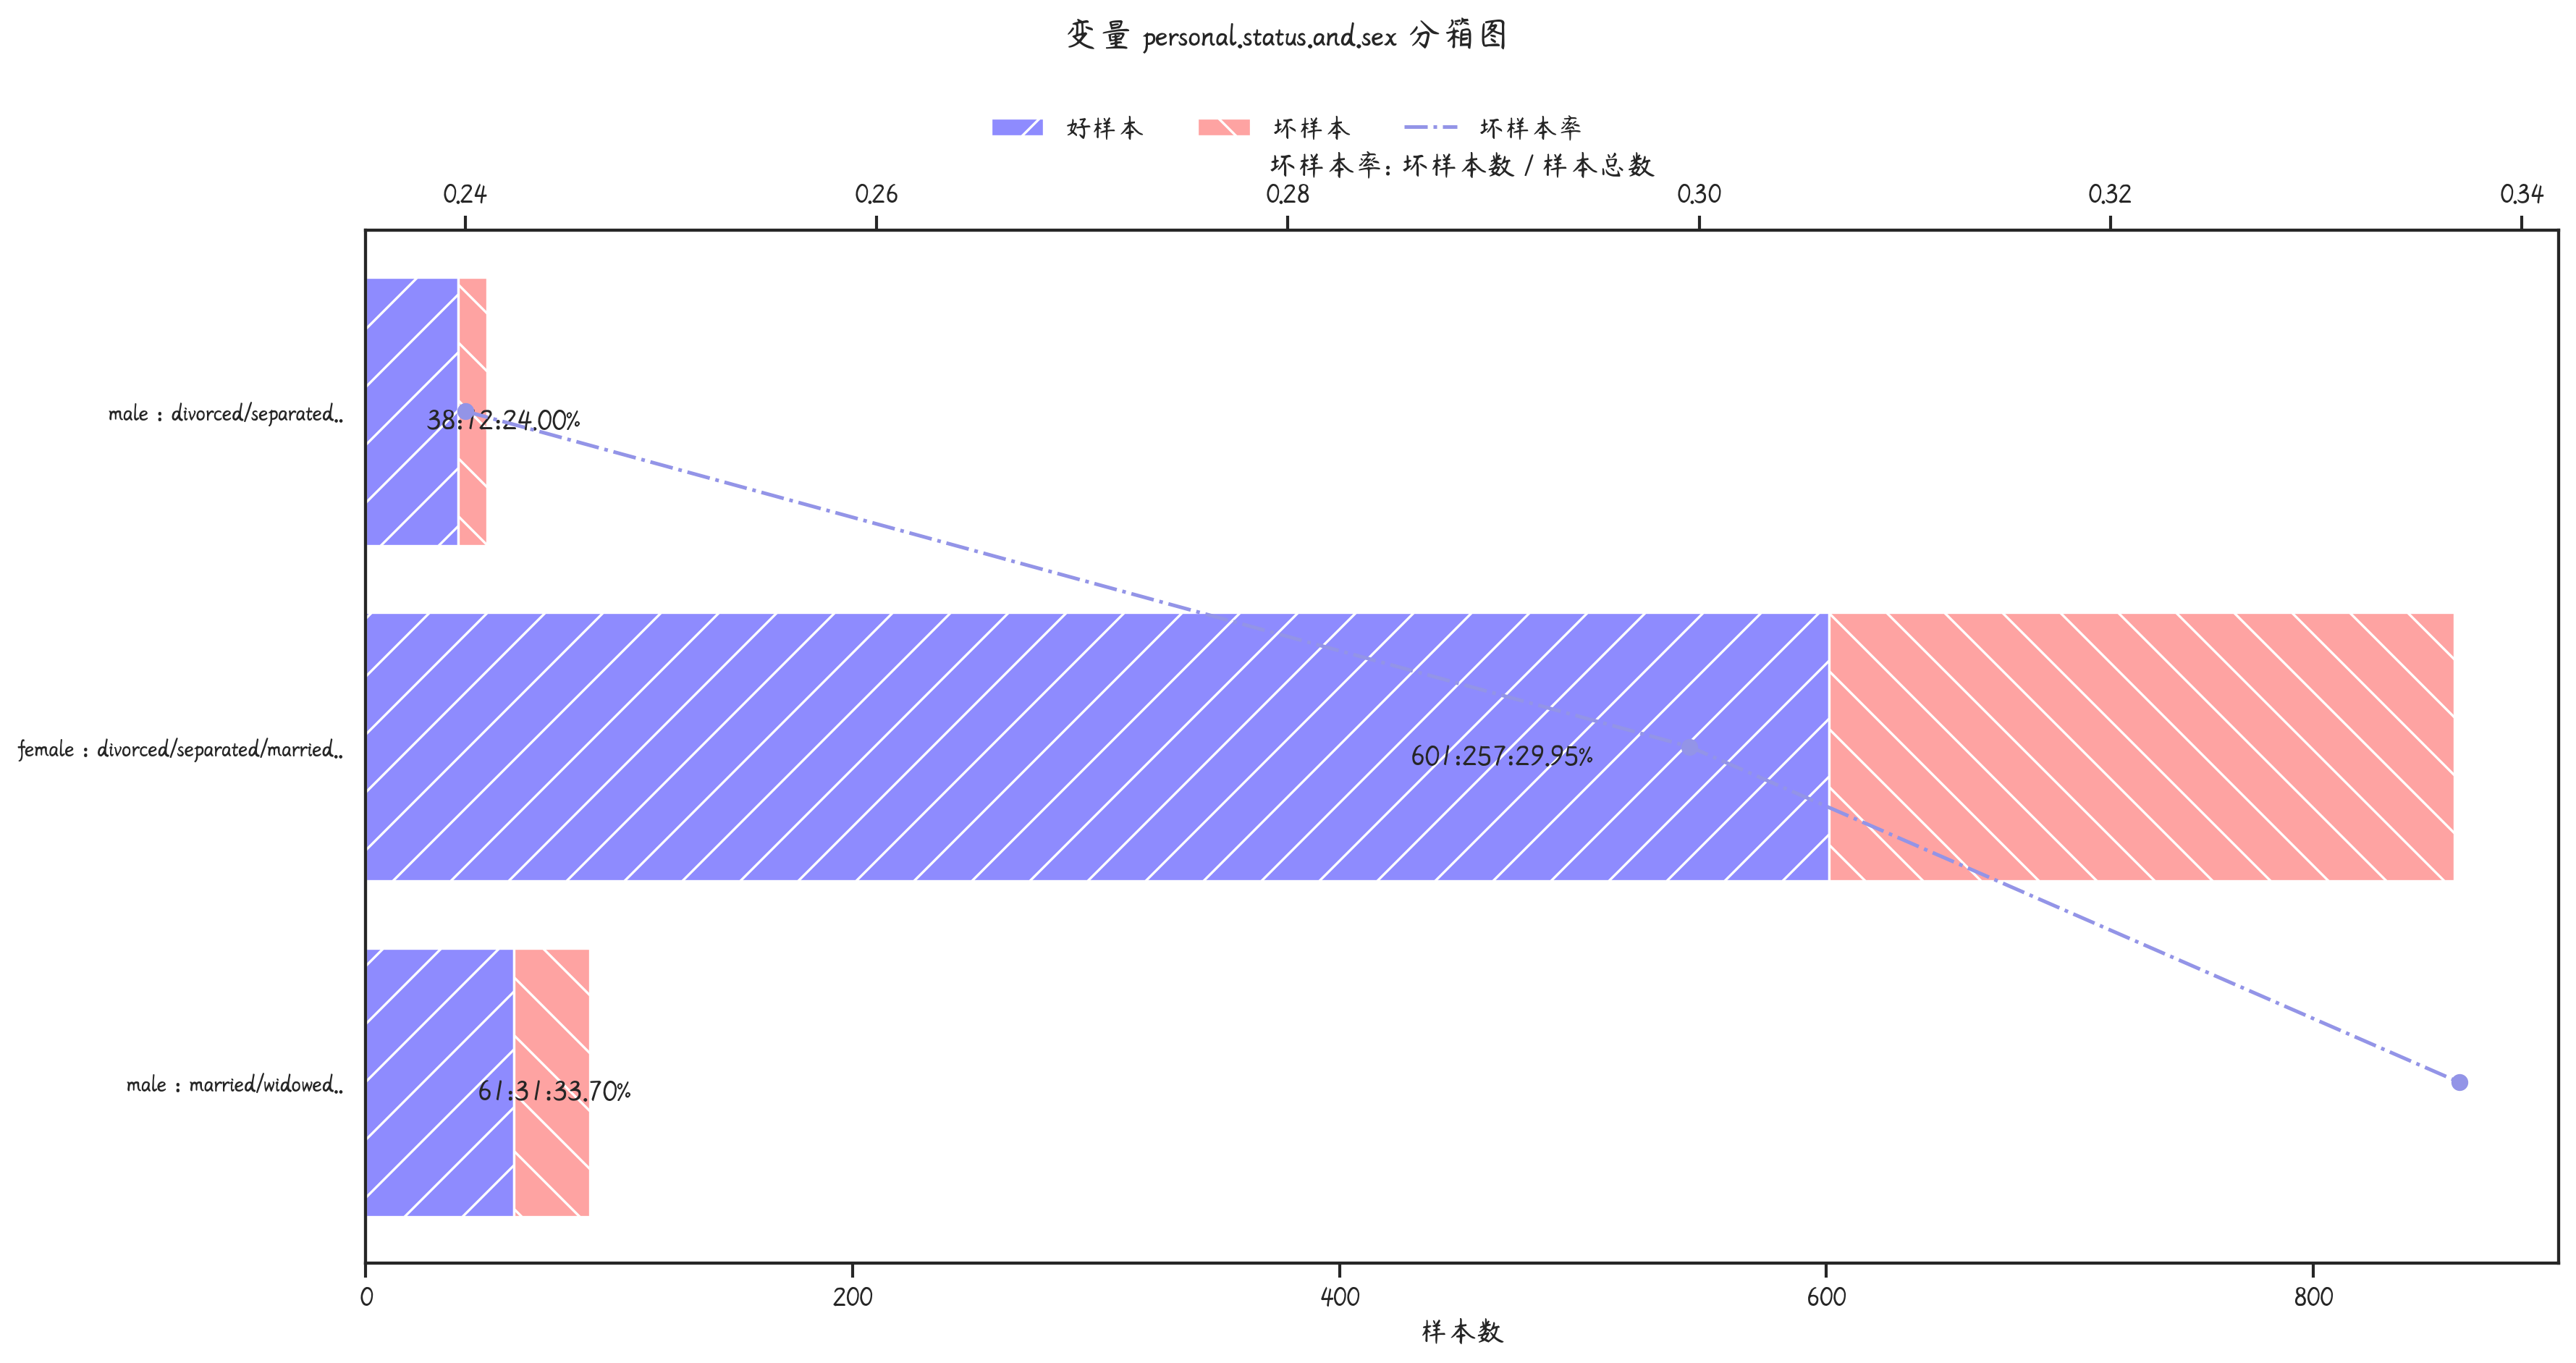 变量 personal.status.and.sex 分箱图
好样本 坏样本 坏样本率
坏样本率: 坏样本数 / 样本总数
0.24 0.26 0.28 0.30 0.32 0.34
male : divorced/separated..
38:12:24.00%
female : divorced/separated/married..
601:257:29.95%
male : married/widowed..
61:31:33.70%
0 200 400 600 800
样本数